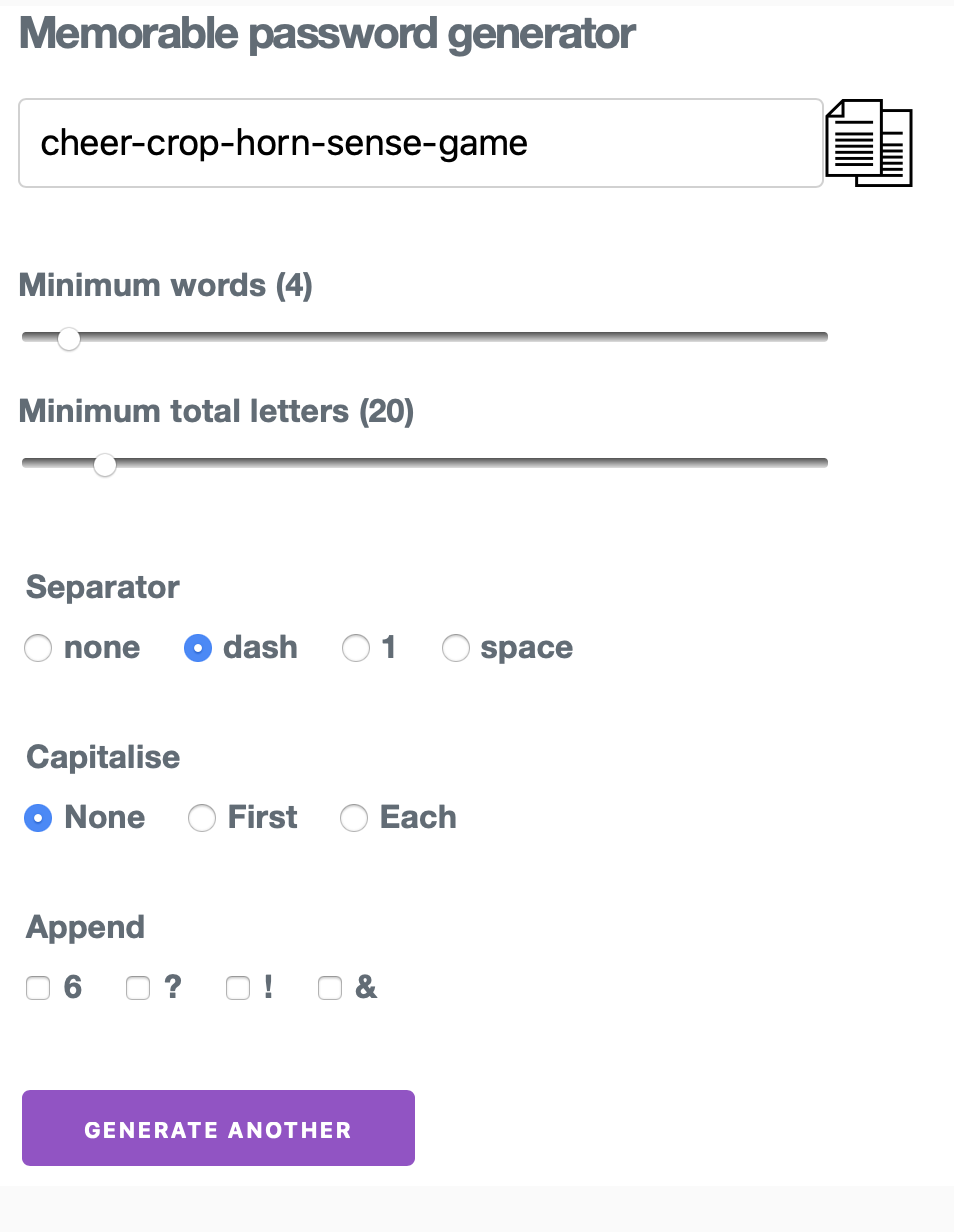 Memorable password generator
cheer-crop-horn-sense-game
Minimum words (4)
Minimum total letters (20)
Separator
none dash 1 space
Capitalise
None First Each
Append
6 ? ! &
GENERATE ANOTHER